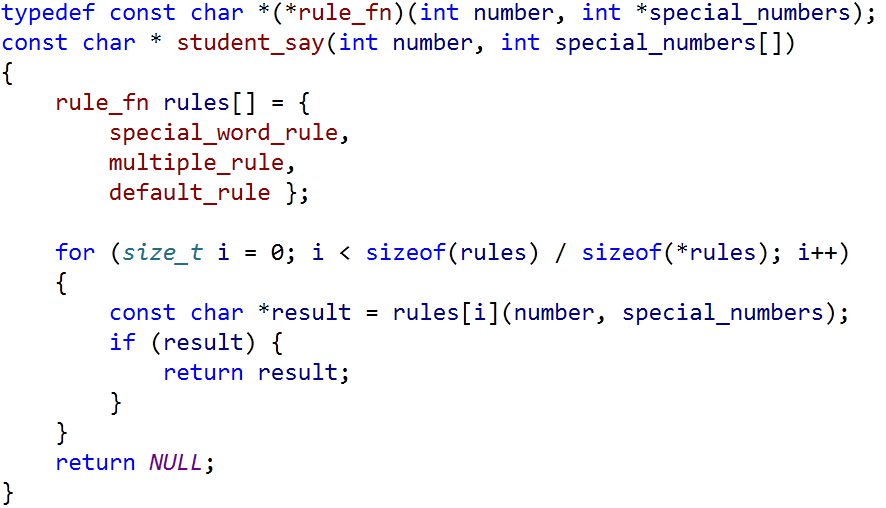 typedef const char *(*rule_fn)(int number, int *special_numbers);
const char * student_say(int number, int special_numbers[])
{
    rule_fn rules[] = {
        special_word_rule,
        multiple_rule,
        default_rule };

    for (size_t i = 0; i < sizeof(rules) / sizeof(*rules); i++)
    {
        const char *result = rules[i](number, special_numbers);
        if (result) {
            return result;
        }
    }
    return NULL;
}